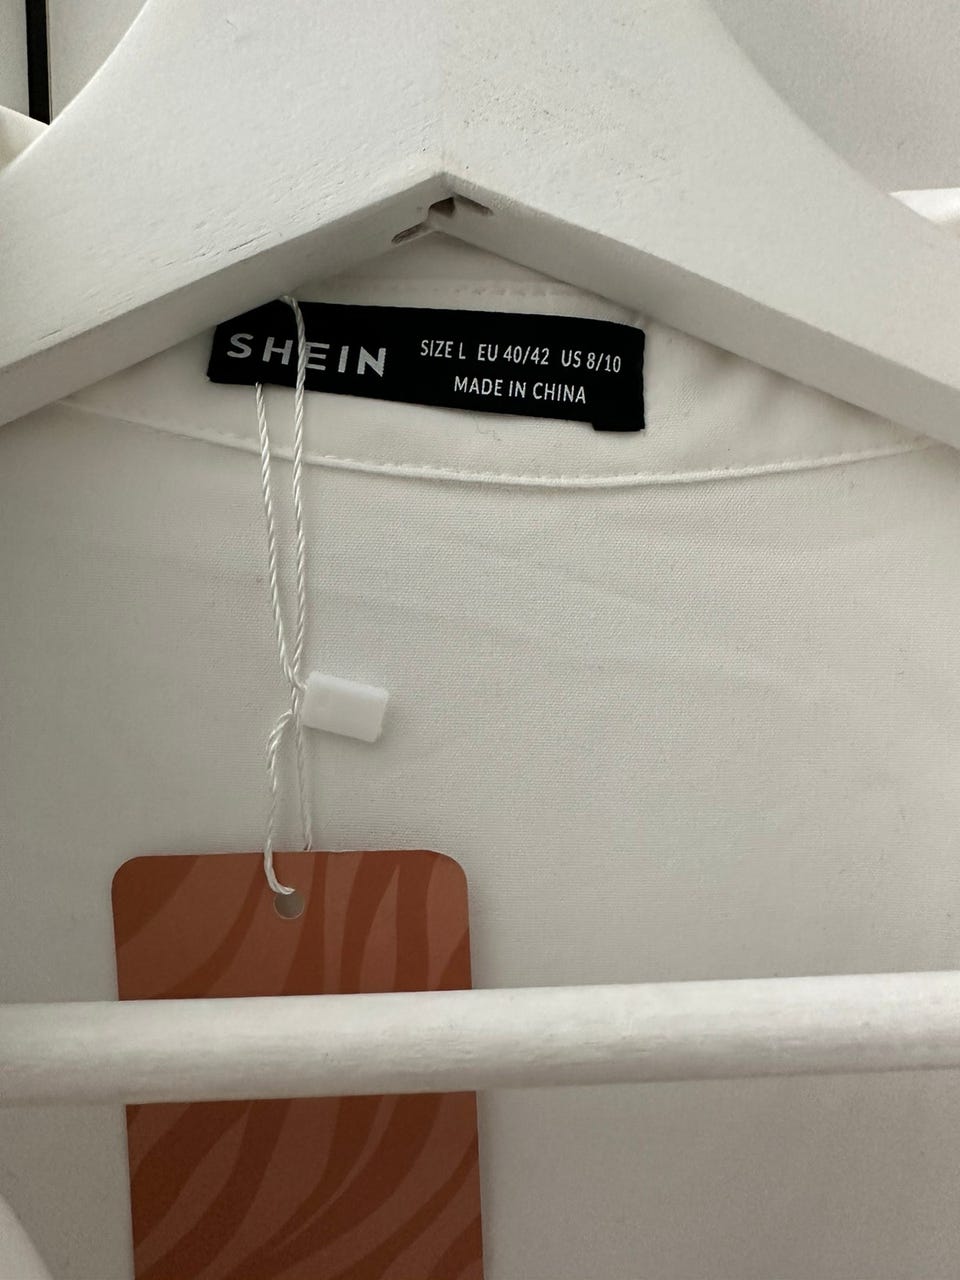 SHEIN
SIZE L EU 40/42 US 8/10
MADE IN CHINA